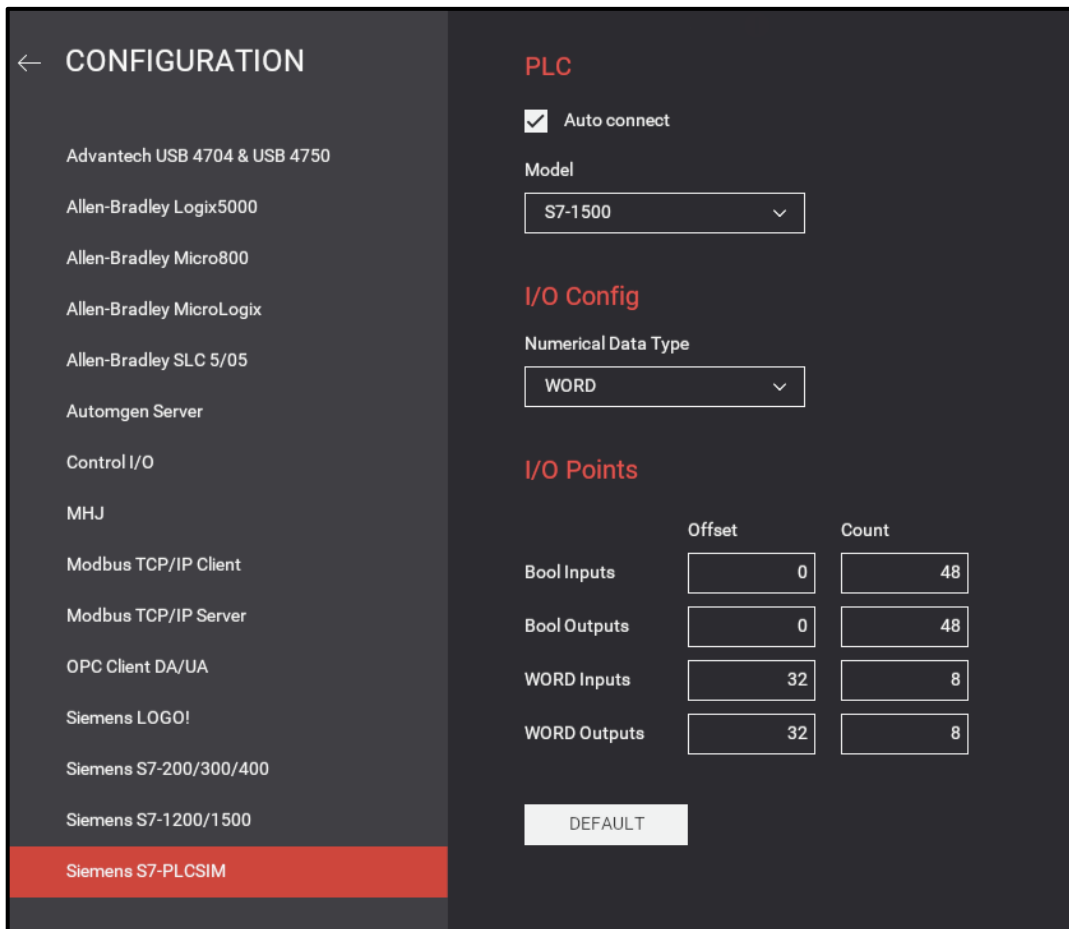 ← CONFIGURATION
Advantech USB 4704 & USB 4750
Allen-Bradley Logix5000
Allen-Bradley Micro800
Allen-Bradley MicroLogix
Allen-Bradley SLC 5/05
Automgen Server
Control I/O
MHJ
Modbus TCP/IP Client
Modbus TCP/IP Server
OPC Client DA/UA
Siemens LOGO!
Siemens S7-200/300/400
Siemens S7-1200/1500
Siemens S7-PLCSIM
PLC
Auto connect
Model
S7-1500
I/O Config
Numerical Data Type
WORD
I/O Points
Offset Count
Bool Inputs 0 48
Bool Outputs 0 48
WORD Inputs 32 8
WORD Outputs 32 8
DEFAULT